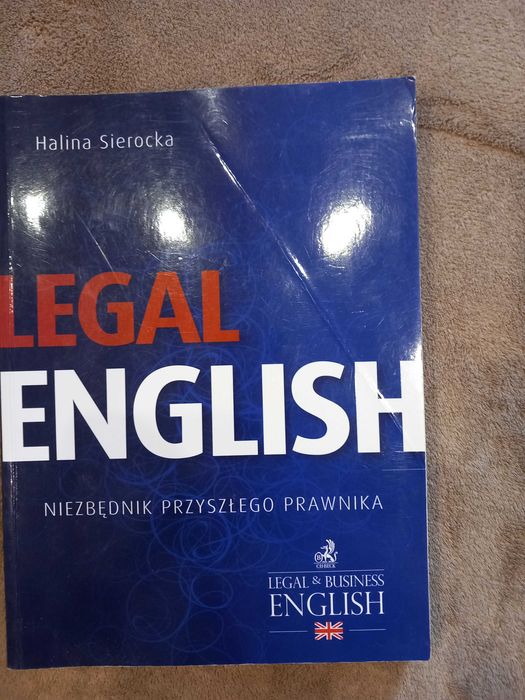 Halina Sierocka
LEGAL
ENGLISH
NIEZBĘDNIK PRZYSZŁEGO PRAWNIKA
C·H·BECK
LEGAL & BUSINESS
ENGLISH